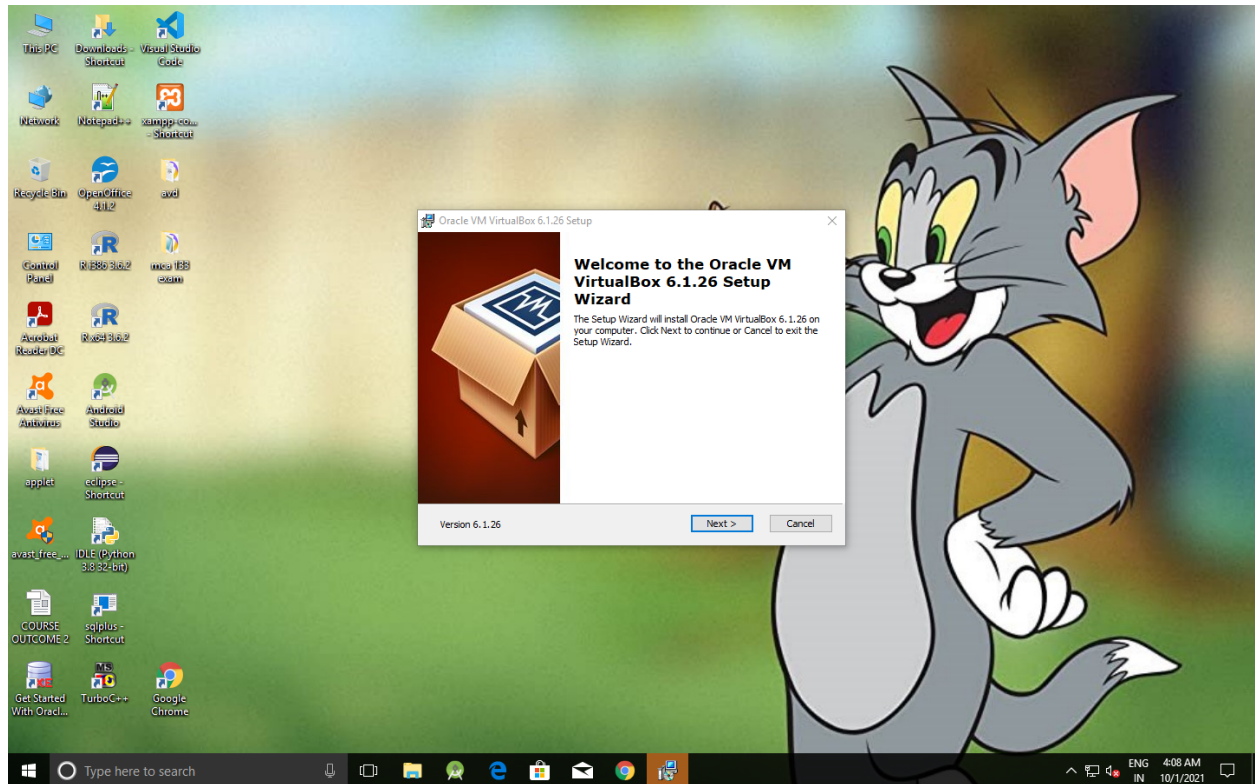 This PC
Downloads -
Shortcut
Visual Studio
Code
Network
Notepad++
xampp-co...
- Shortcut
Recycle Bin
OpenOffice
4.1.2
avd
Control
Panel
R i386 3.6.2
mca 133
exam
Acrobat
Reader DC
R x64 3.6.2
Avast Free
Antivirus
Android
Studio
applet
eclipse -
Shortcut
avast_free_...
IDLE (Python
3.8 32-bit)
COURSE
OUTCOME 2
sqlplus -
Shortcut
Get Started
With Oracl...
TurboC++
Google
Chrome
Oracle VM VirtualBox 6.1.26 Setup
Welcome to the Oracle VM
VirtualBox 6.1.26 Setup
Wizard
The Setup Wizard will install Oracle VM VirtualBox 6.1.26 on
your computer. Click Next to continue or Cancel to exit the
Setup Wizard.
Version 6.1.26
Next >
Cancel
Type here to search
ENG
IN
4:08 AM
10/1/2021